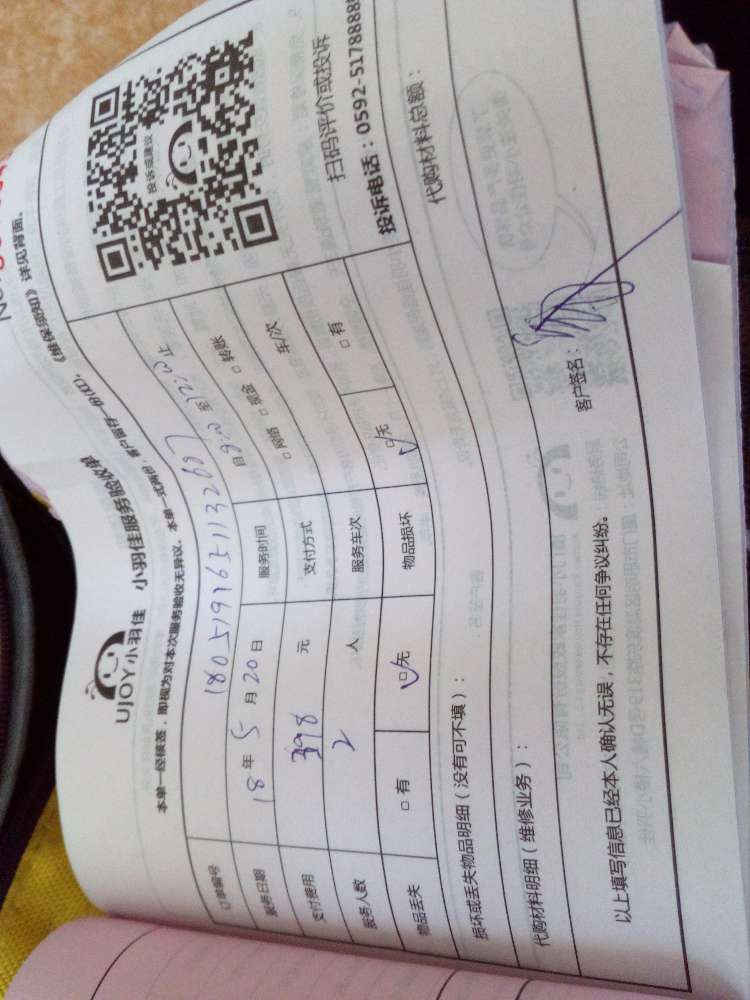 UJOY小羽佳 小羽佳服务验收单
本单一经核签，即视为对本次服务验收无异议。本单一式两份，客户留存一份(红)。《维保须知》详见背面。
订单编号 180519165113260
服务日期 18年5月20日 服务时间 自9:00至12:00止
支付费用 398 元 支付方式 □网络 □现金 □转账
服务人数 2 人 服务车次 车/次
物品丢失 □有 □无 物品损坏 □无 □有
投诉或建议
扫码评价或投诉
投诉电话：0592-5178888
损坏或丢失物品明细（没有可不填）：
代购材料明细（维修业务）： 代购材料总额：
以上填写信息已经本人确认无误，不存在任何争议纠纷。
客户签名：